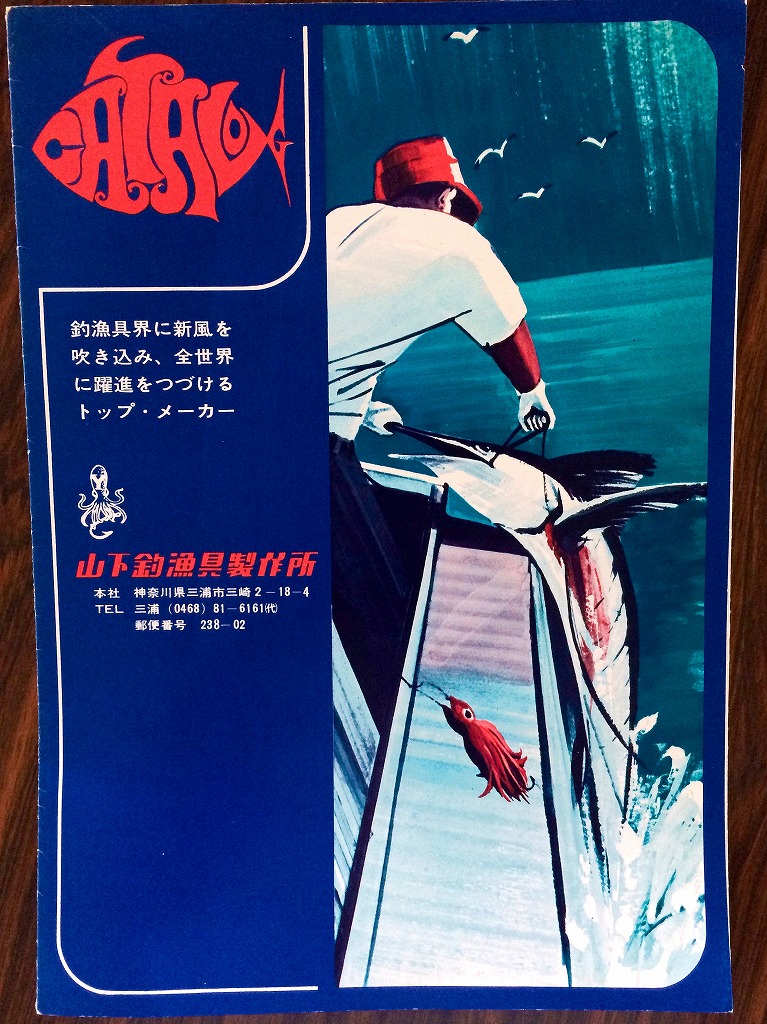 CATALOG
釣漁具界に新風を
吹き込み、全世界
に躍進をつづける
トップ・メーカー
山下釣漁具製作所
本社 神奈川県三浦市三崎2-18-4
TEL 三浦 (0468) 81-6161㈹
郵便番号 238-02